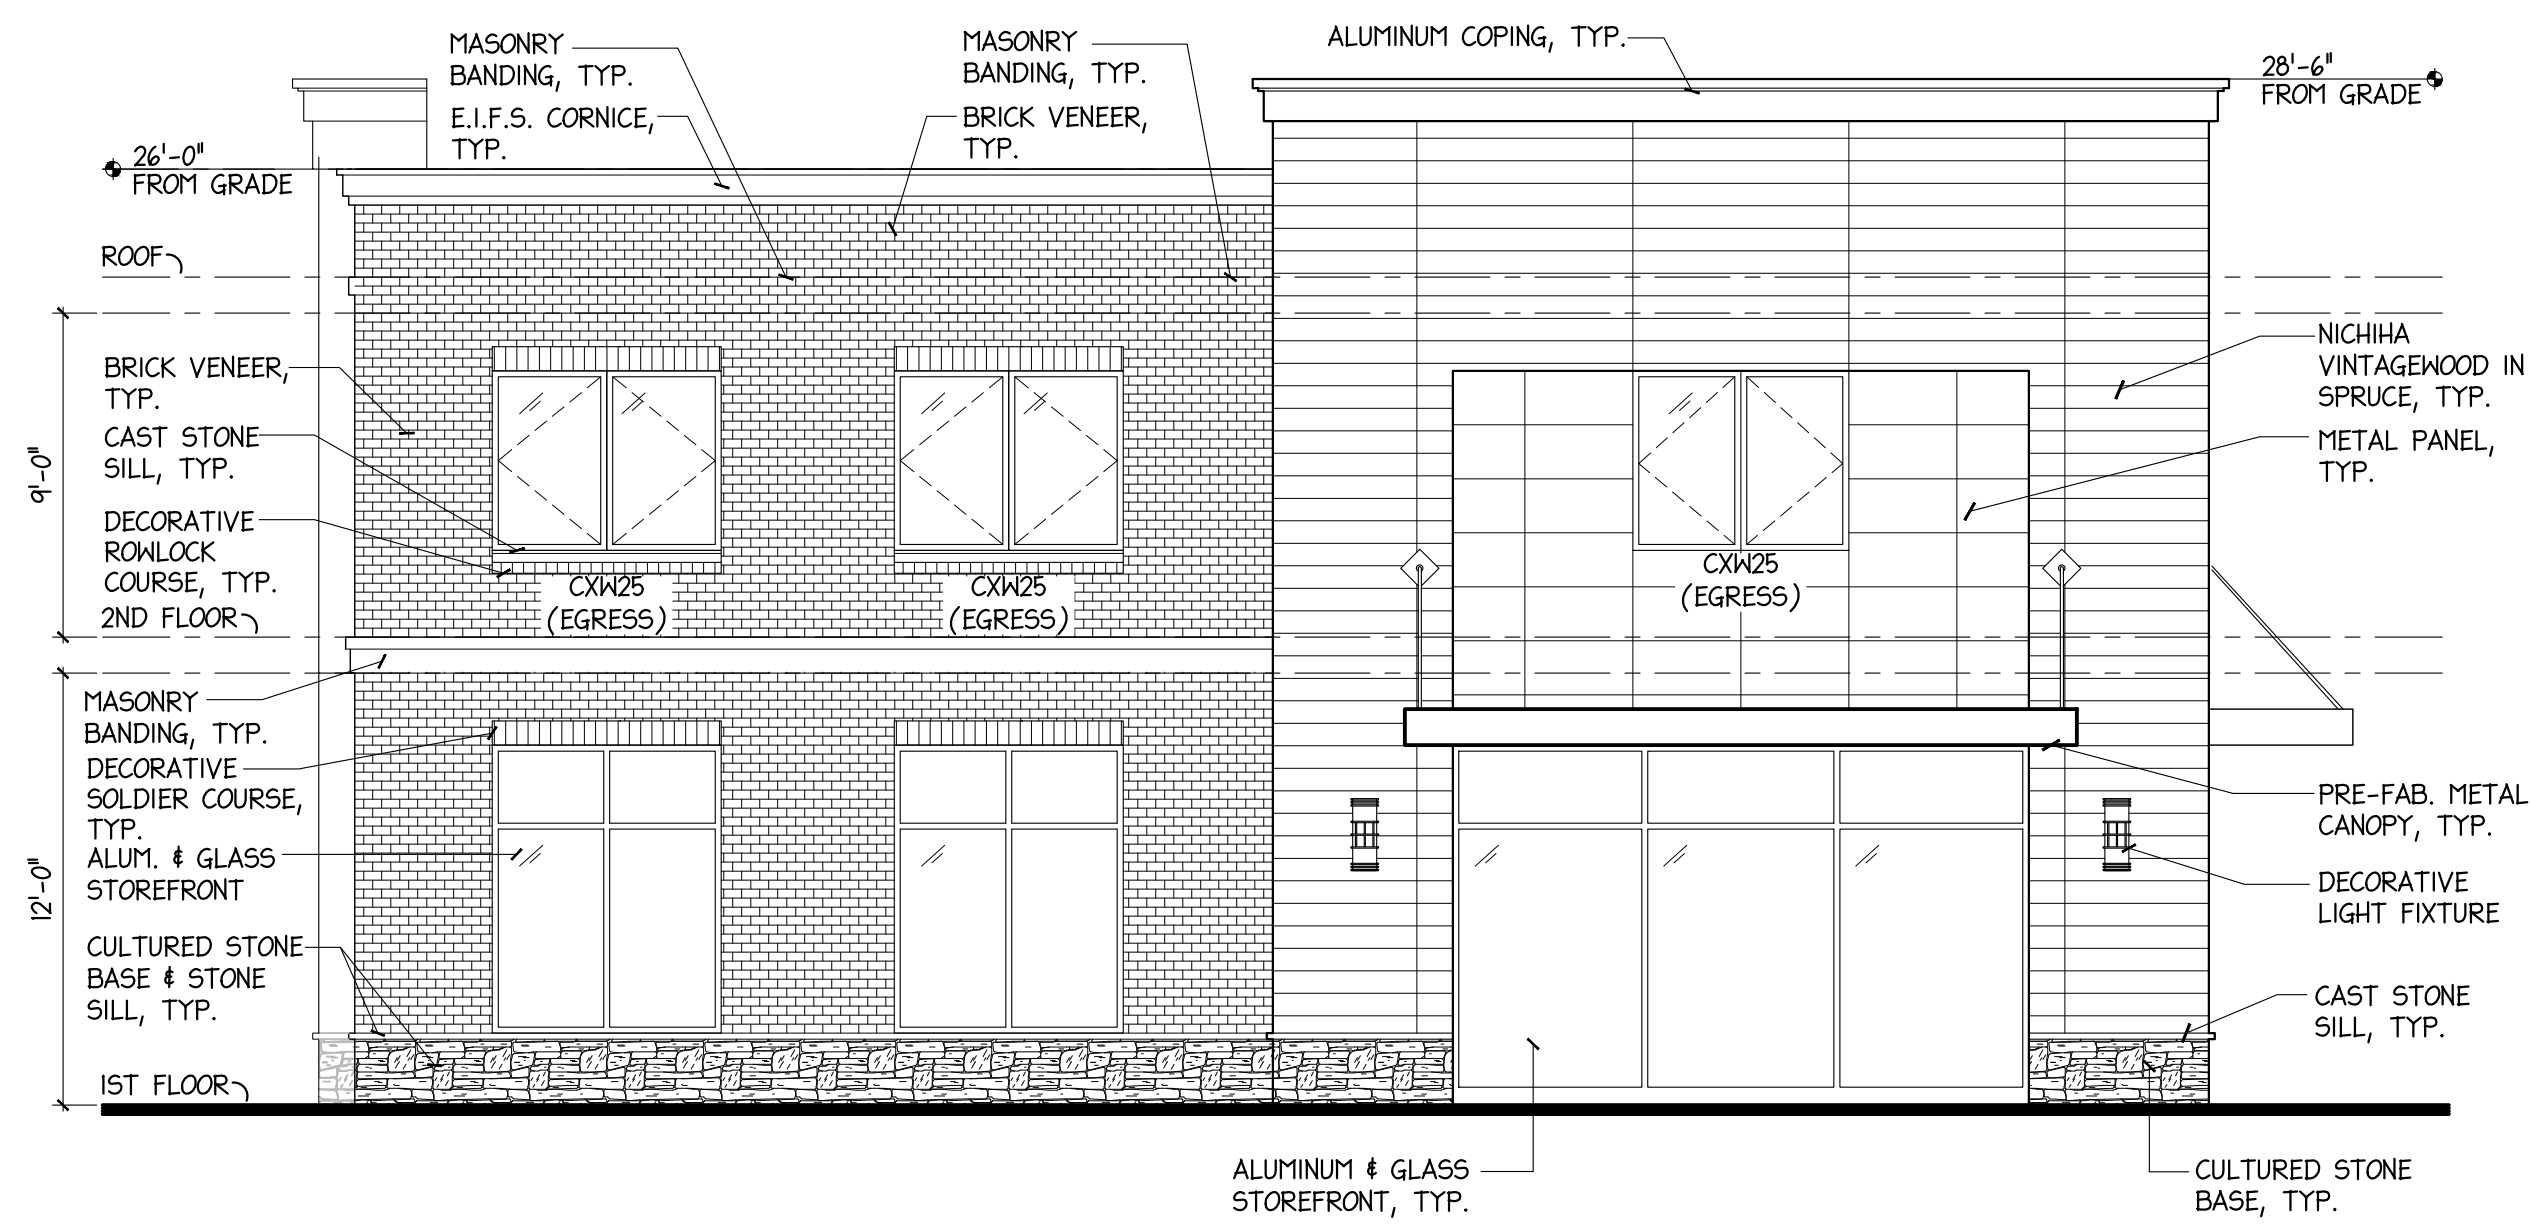 MASONRY
BANDING, TYP.
E.I.F.S. CORNICE,
TYP.
MASONRY
BANDING, TYP.
BRICK VENEER,
TYP.
ALUMINUM COPING, TYP.
28'-6"
FROM GRADE
26'-0"
FROM GRADE
ROOF
BRICK VENEER,
TYP.
CAST STONE
SILL, TYP.
9'-0"
DECORATIVE
ROWLOCK
COURSE, TYP.
2ND FLOOR
CXW25
(EGRESS)
CXW25
(EGRESS)
CXW25
(EGRESS)
NICHIHA
VINTAGEWOOD IN
SPRUCE, TYP.
METAL PANEL,
TYP.
MASONRY
BANDING, TYP.
DECORATIVE
SOLDIER COURSE,
TYP.
ALUM. & GLASS
STOREFRONT
12'-0"
CULTURED STONE
BASE & STONE
SILL, TYP.
1ST FLOOR
PRE-FAB. METAL
CANOPY, TYP.
DECORATIVE
LIGHT FIXTURE
CAST STONE
SILL, TYP.
ALUMINUM & GLASS
STOREFRONT, TYP.
CULTURED STONE
BASE, TYP.